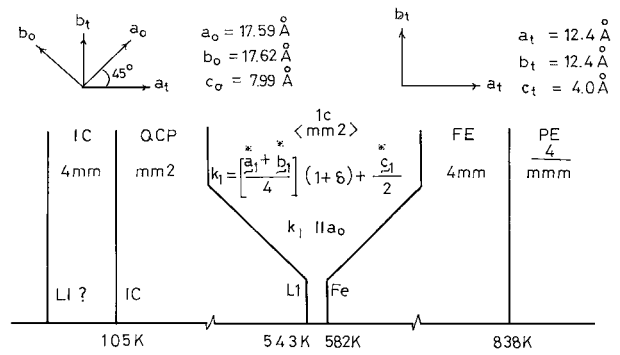 b_o b_t a_o
45° a_t
a_o = 17.59 Å
b_o = 17.62 Å
c_o = 7.99 Å
b_t
a_t
a_t = 12.4 Å
b_t = 12.4 Å
c_t = 4.0 Å
IC QCP 1c FE PE
4mm mm2 <mm2> 4mm 4/mmm
k_1 = [(a_1* + b_1*)/4] (1+δ) + c_1*/2
k_1 || a_o
LI ? IC L1 Fe
105K 543K 582K 838K